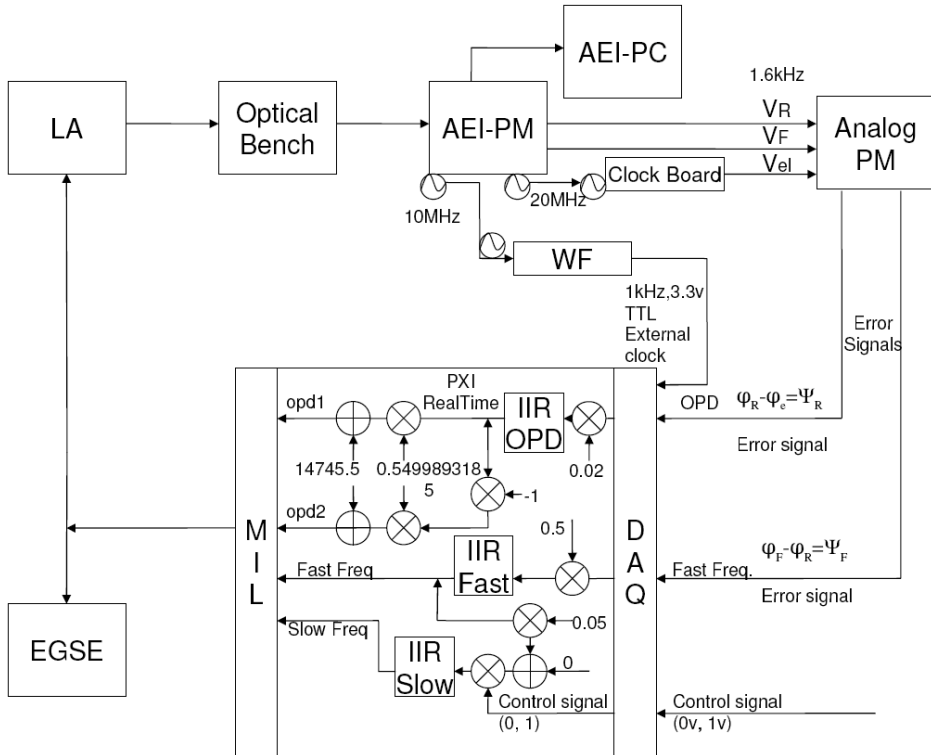 AEI-PC
LA
Optical
Bench
AEI-PM
1.6kHz
VR
VF
Vel
Analog
PM
Clock Board
10MHz
20MHz
WF
1kHz,3.3v
TTL
External
clock
Error
Signals
PXI
RealTime
opd1
IIR
OPD
OPD
φR-φe=ΨR
Error signal
14745.5
0.549989318
5
0.02
-1
opd2
M
I
L
D
A
Q
0.5
IIR
Fast
Fast Freq
φF-φR=ΨF
Fast Freq.
Error signal
0.05
Slow Freq
IIR
Slow
0
EGSE
Control signal
(0, 1)
Control signal
(0v, 1v)